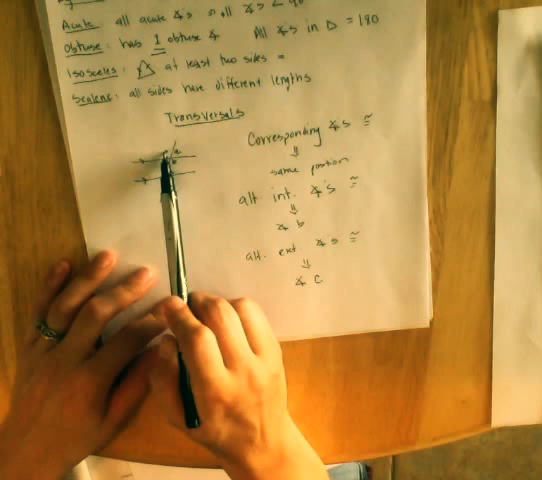 Acute: all acute ∡'s all ∡'s < 90
Obtuse: has 1 obtuse ∡ All ∡'s in Δ = 180
Isosceles: Δ at least two sides =
Scalene: all sides have different lengths
Transversals
Corresponding ∡'s ≅
⇓
same position
alt. int. ∡'s ≅
⇓
∡ b
alt. ext. ∡'s ≅
⇓
∡ c